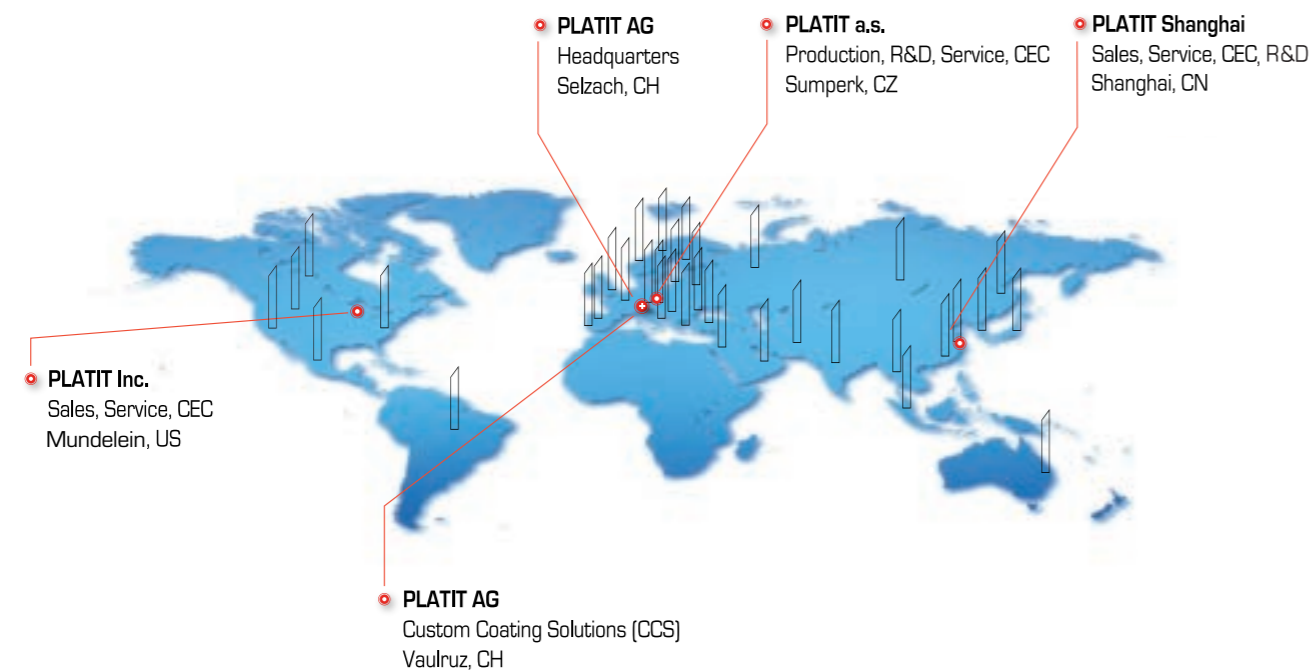 PLATIT AG
Headquarters
Selzach, CH
PLATIT a.s.
Production, R&D, Service, CEC
Sumperk, CZ
PLATIT Shanghai
Sales, Service, CEC, R&D
Shanghai, CN
PLATIT Inc.
Sales, Service, CEC
Mundelein, US
PLATIT AG
Custom Coating Solutions (CCS)
Vaulruz, CH